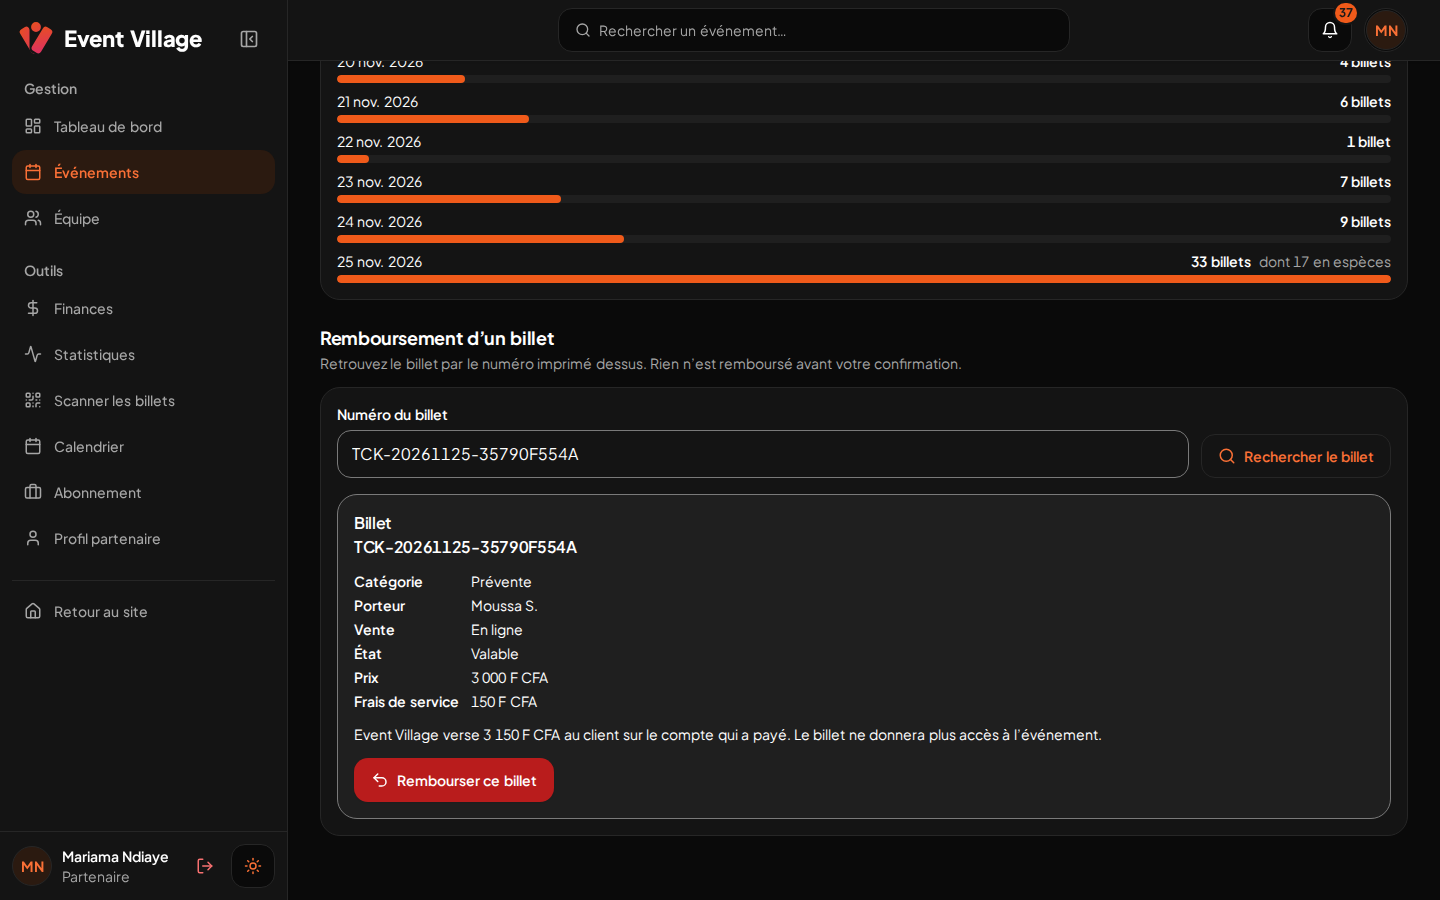 Event Village
Gestion
Tableau de bord
Événements
Équipe
Outils
Finances
Statistiques
Scanner les billets
Calendrier
Abonnement
Profil partenaire
Retour au site
MN
Mariama Ndiaye
Partenaire
Rechercher un événement...
37
MN
20 nov. 2026 4 billets
21 nov. 2026 6 billets
22 nov. 2026 1 billet
23 nov. 2026 7 billets
24 nov. 2026 9 billets
25 nov. 2026 33 billets dont 17 en espèces
Remboursement d’un billet
Retrouvez le billet par le numéro imprimé dessus. Rien n’est remboursé avant votre confirmation.
Numéro du billet
TCK-20261125-35790F554A
Rechercher le billet
Billet
TCK-20261125-35790F554A
Catégorie Prévente
Porteur Moussa S.
Vente En ligne
État Valable
Prix 3 000 F CFA
Frais de service 150 F CFA
Event Village verse 3 150 F CFA au client sur le compte qui a payé. Le billet ne donnera plus accès à l’événement.
Rembourser ce billet